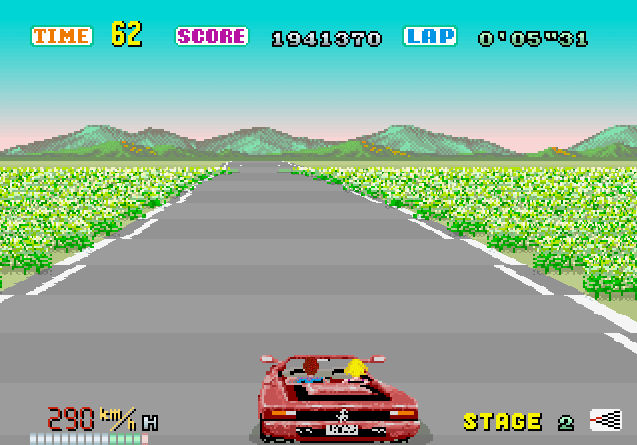 TIME 62 SCORE 1941370 LAP 0'05"31
290 km/h H STAGE 2